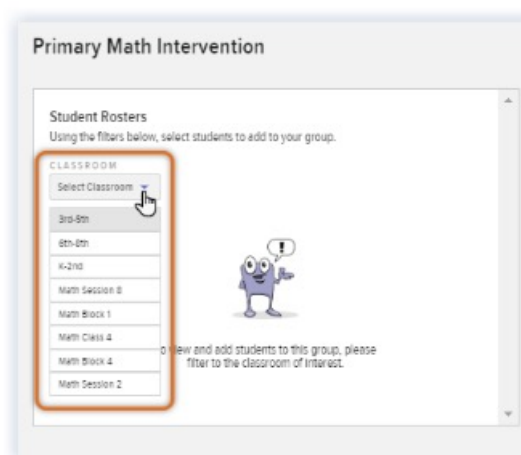 Primary Math Intervention
Student Rosters
Using the filters below, select students to add to your group.
CLASSROOM
Select Classroom
3rd-5th
6th-8th
K-2nd
Math Session 8
Math Block 1
Math Class 4
Math Block 4
Math Session 2
!
view and add students to this group, please
filter to the classroom of interest.